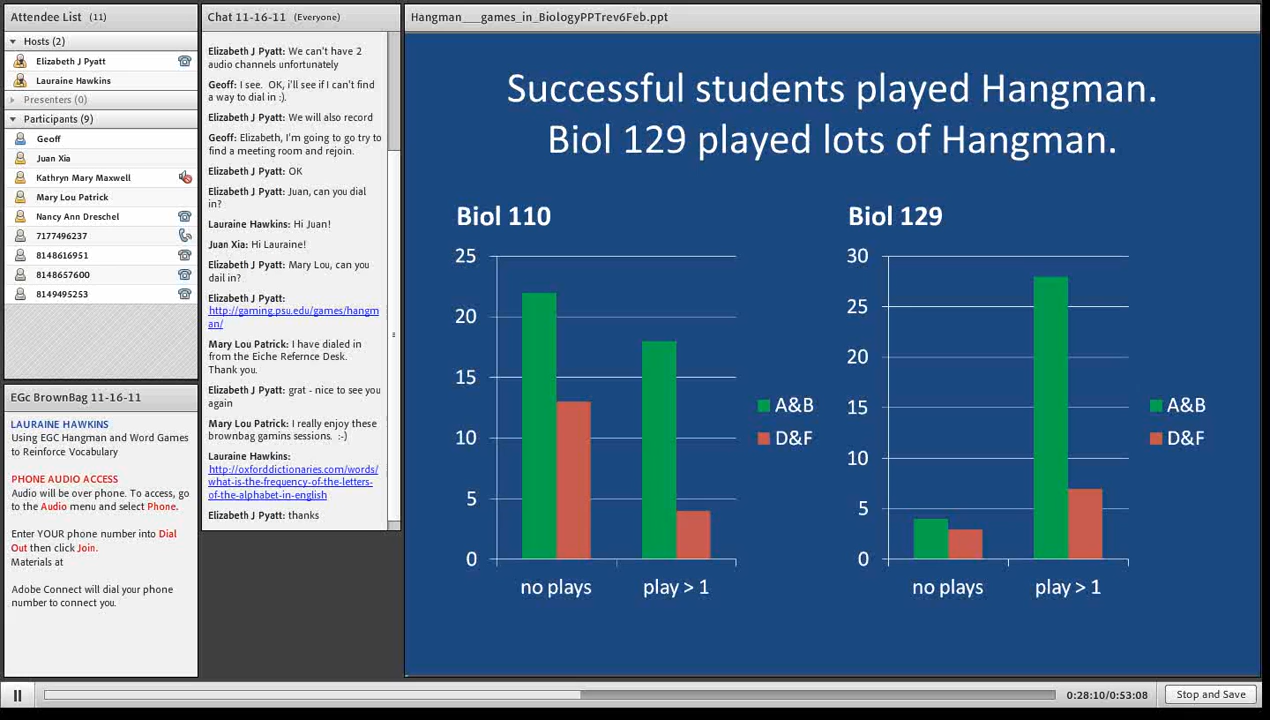 Attendee List (11)
Hosts (2)
Elizabeth J Pyatt
Lauraine Hawkins
Presenters (0)
Participants (9)
Geoff
Juan Xia
Kathryn Mary Maxwell
Mary Lou Patrick
Nancy Ann Dreschel
7177496237
8148616951
8148657600
8149495253
EGc BrownBag 11-16-11
LAURAINE HAWKINS
Using EGC Hangman and Word Games
to Reinforce Vocabulary
PHONE AUDIO ACCESS
Audio will be over phone. To access, go
to the Audio menu and select Phone.
Enter YOUR phone number into Dial
Out then click Join.
Materials at
Adobe Connect will dial your phone
number to connect you.
Chat 11-16-11 (Everyone)
Elizabeth J Pyatt: We can't have 2
audio channels unfortunately
Geoff: I see. OK, i'll see if I can't find
a way to dial in :).
Elizabeth J Pyatt: We will also record
Geoff: Elizabeth, I'm going to go try to
find a meeting room and rejoin.
Elizabeth J Pyatt: OK
Elizabeth J Pyatt: Juan, can you dial
in?
Lauraine Hawkins: Hi Juan!
Juan Xia: Hi Lauraine!
Elizabeth J Pyatt: Mary Lou, can you
dail in?
Elizabeth J Pyatt:
http://gaming.psu.edu/games/hangm
an/
Mary Lou Patrick: I have dialed in
from the Eiche Refernce Desk.
Thank you.
Elizabeth J Pyatt: grat - nice to see you
again
Mary Lou Patrick: I really enjoy these
brownbag gamins sessions. :-)
Lauraine Hawkins:
http://oxforddictionaries.com/words/
what-is-the-frequency-of-the-letters-
of-the-alphabet-in-english
Elizabeth J Pyatt: thanks
Hangman___games_in_BiologyPPTrev6Feb.ppt
Successful students played Hangman.
Biol 129 played lots of Hangman.
Biol 110
25
20
15
10
5
0
no plays
play > 1
A&B
D&F
Biol 129
30
25
20
15
10
5
0
no plays
play > 1
A&B
D&F
0:28:10/0:53:08
Stop and Save